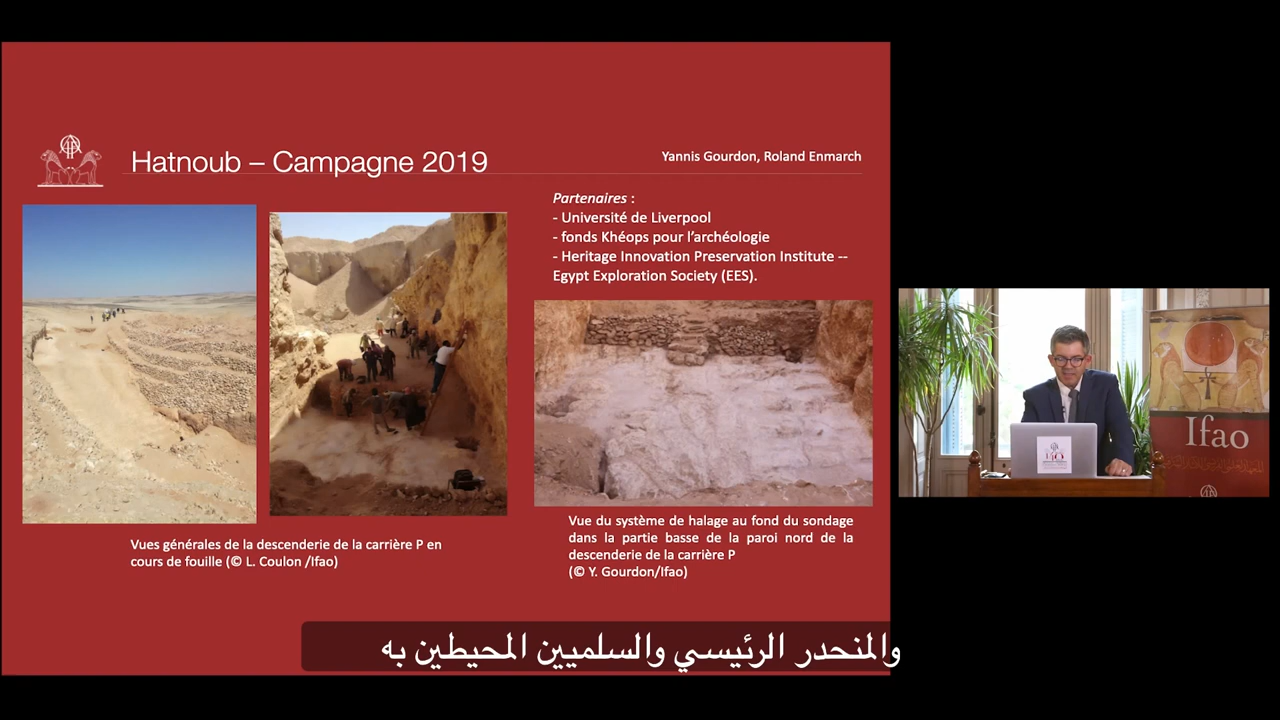 Hatnoub – Campagne 2019
Yannis Gourdon, Roland Enmarch
Partenaires :
- Université de Liverpool
- fonds Khéops pour l’archéologie
- Heritage Innovation Preservation Institute --
Egypt Exploration Society (EES).
Vues générales de la descenderie de la carrière P en
cours de fouille (© L. Coulon /Ifao)
Vue du système de halage au fond du sondage
dans la partie basse de la paroi nord de la
descenderie de la carrière P
(© Y. Gourdon/Ifao)
Ifao
والمنحدر الرئيسي والسلميين المحيطين به